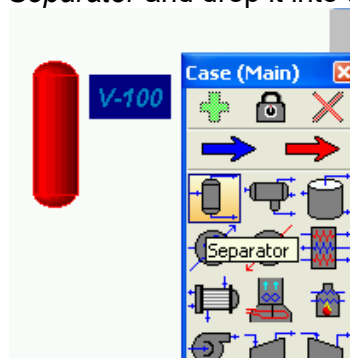 Separator and drop it into
V-100
Case (Main)
Separator